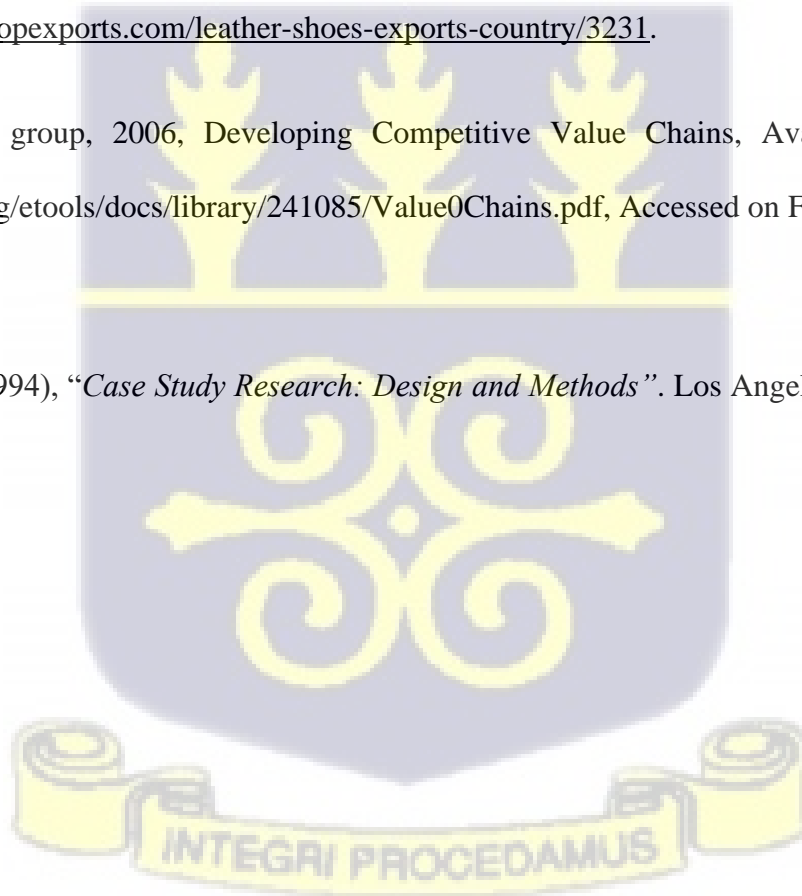 opexports.com/leather-shoes-exports-country/3231.
group, 2006, Developing Competitive Value Chains, Ava
g/etools/docs/library/241085/Value0Chains.pdf, Accessed on F
994), “Case Study Research: Design and Methods”. Los Angel
INTEGRI PROCEDAMUS